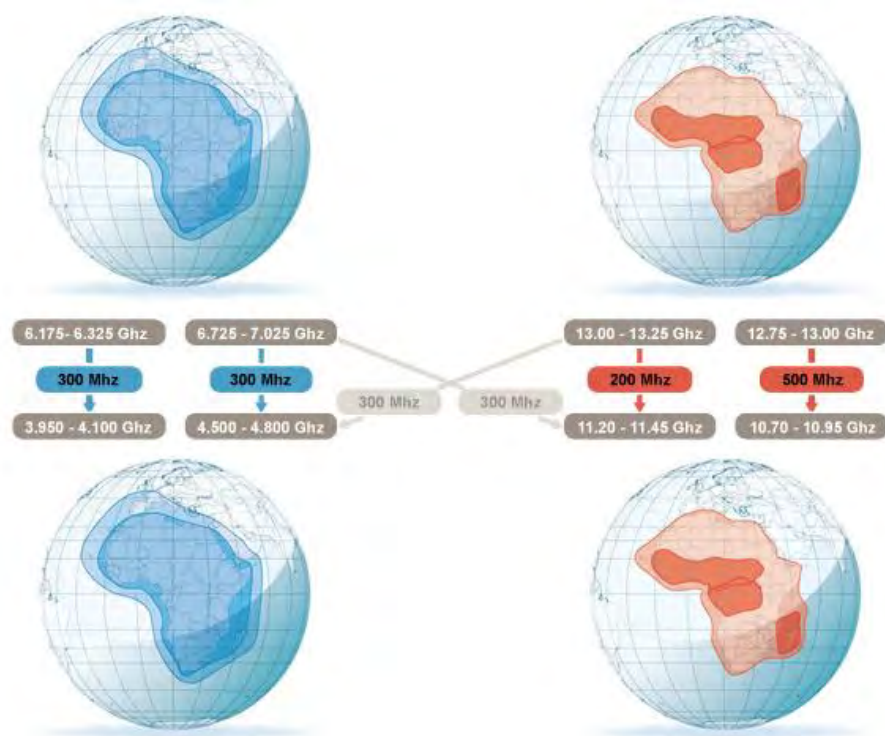 6.175- 6.325 Ghz
6.725 - 7.025 Ghz
13.00 - 13.25 Ghz
12.75 - 13.00 Ghz
300 Mhz
300 Mhz
200 Mhz
500 Mhz
300 Mhz
300 Mhz
3.950 - 4.100 Ghz
4.500 - 4.800 Ghz
11.20 - 11.45 Ghz
10.70 - 10.95 Ghz